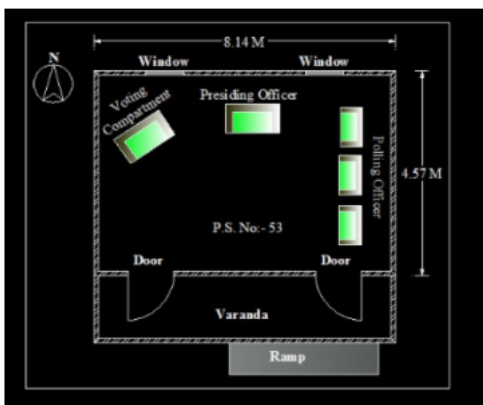 8.14 M
N
Window
Window
Voting
Compartment
Presiding Officer
Polling Officer
4.57 M
P.S. No:- 53
Door
Door
Varanda
Ramp